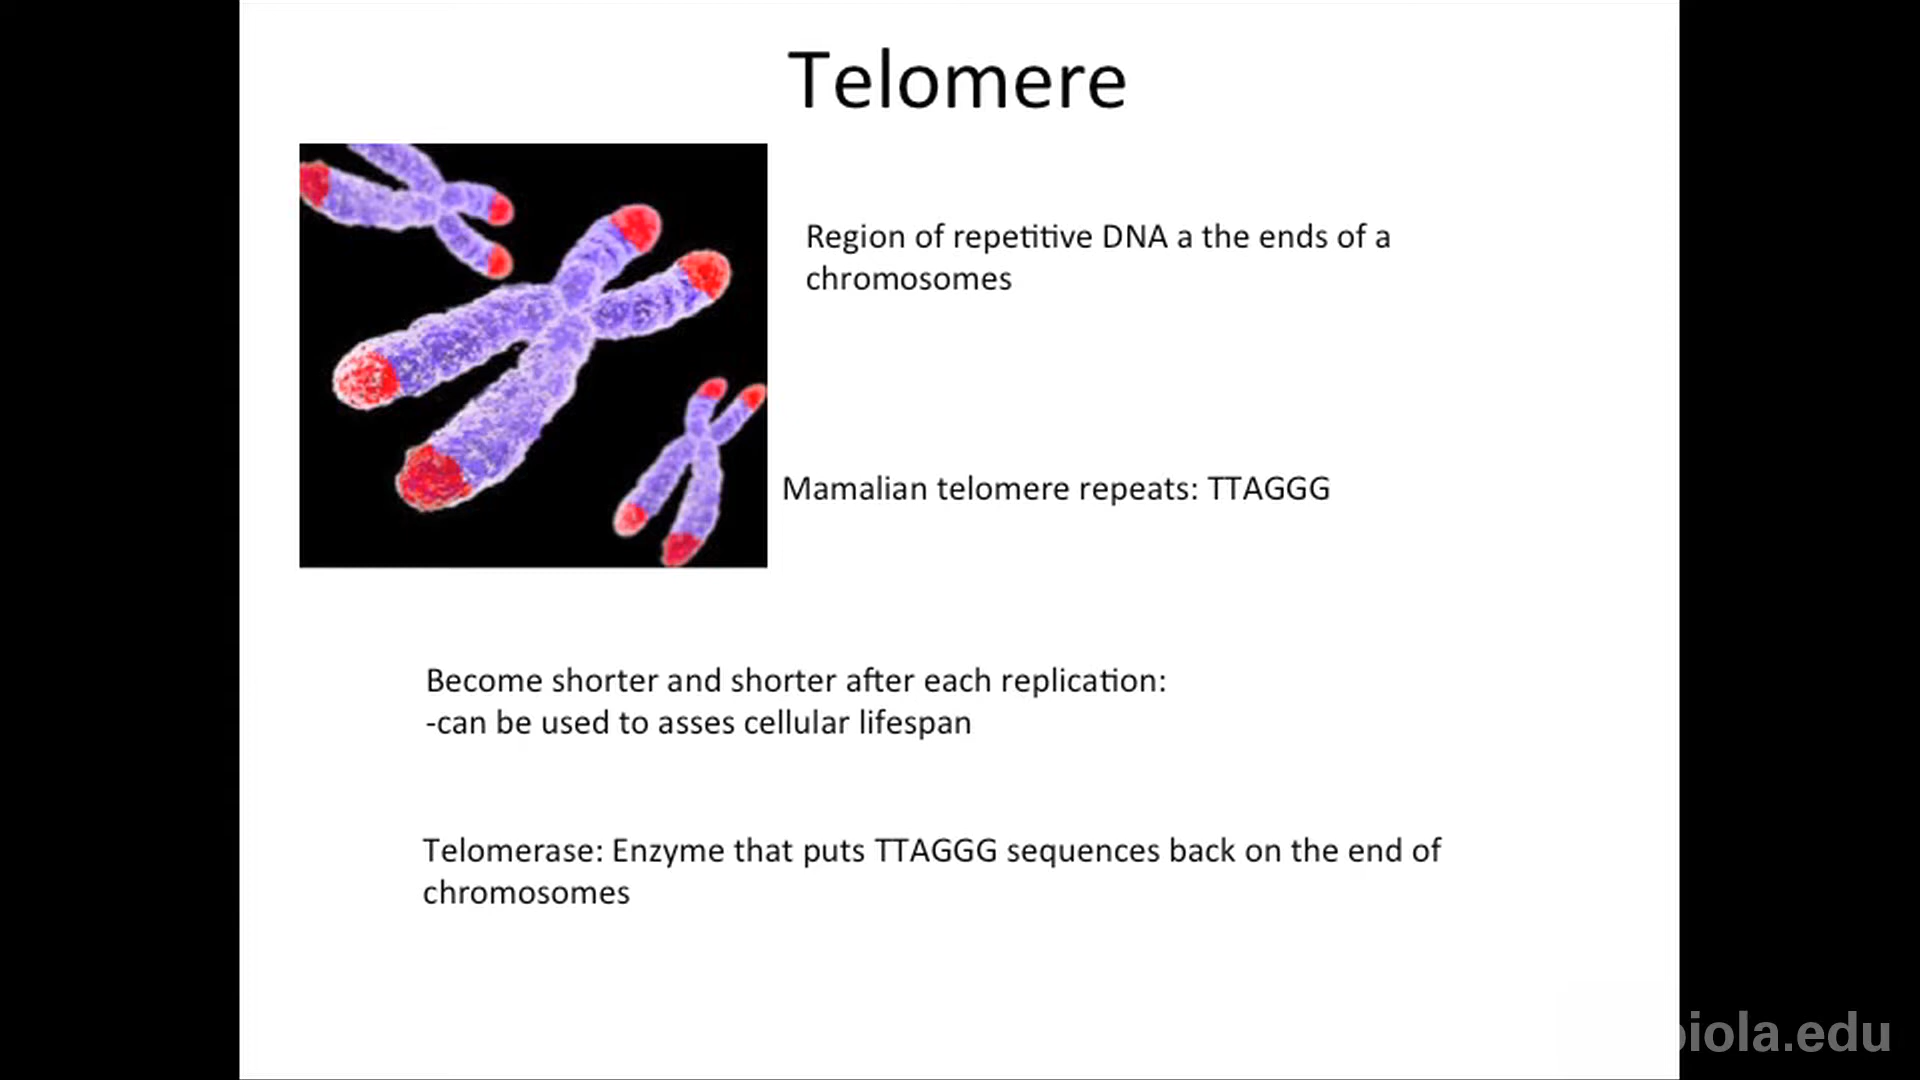 Telomere
Region of repetitive DNA a the ends of a
chromosomes
Mamalian telomere repeats: TTAGGG
Become shorter and shorter after each replication:
-can be used to asses cellular lifespan
Telomerase: Enzyme that puts TTAGGG sequences back on the end of
chromosomes
biola.edu